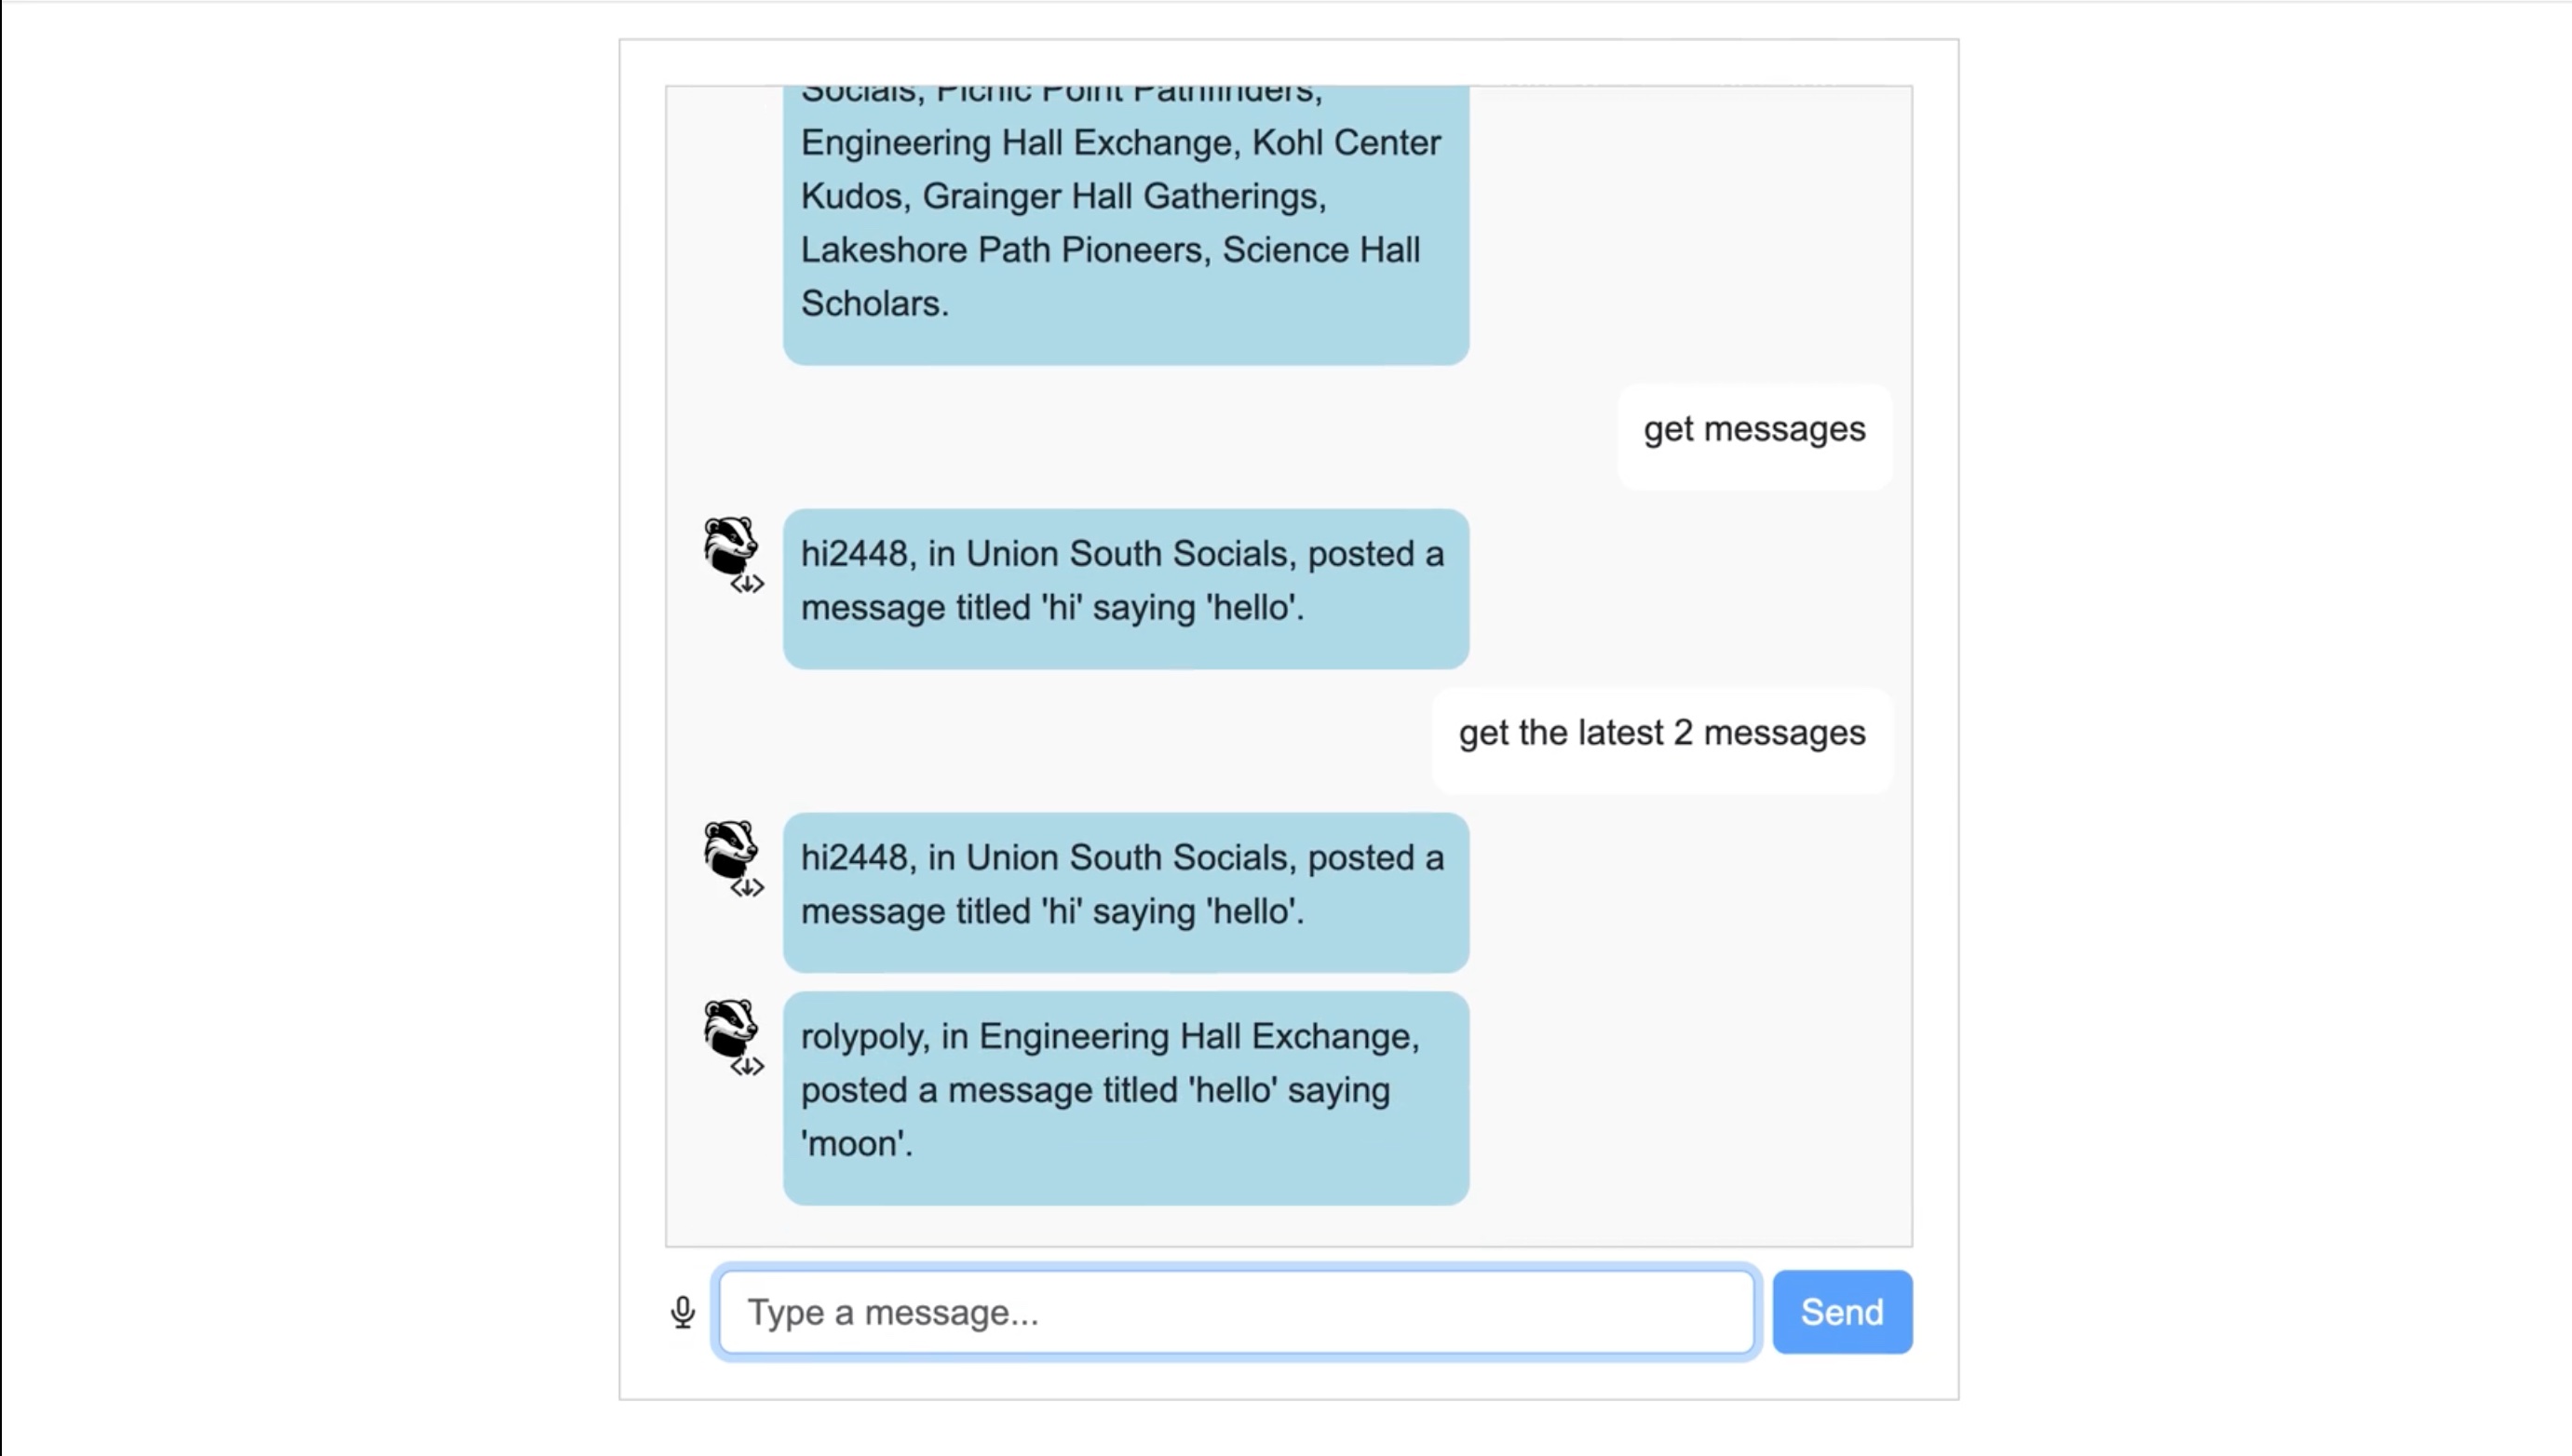 Socials, Picnic Point Pathfinders,
Engineering Hall Exchange, Kohl Center
Kudos, Grainger Hall Gatherings,
Lakeshore Path Pioneers, Science Hall
Scholars.
get messages
hi2448, in Union South Socials, posted a
message titled 'hi' saying 'hello'.
get the latest 2 messages
hi2448, in Union South Socials, posted a
message titled 'hi' saying 'hello'.
rolypoly, in Engineering Hall Exchange,
posted a message titled 'hello' saying
'moon'.
Type a message...
Send